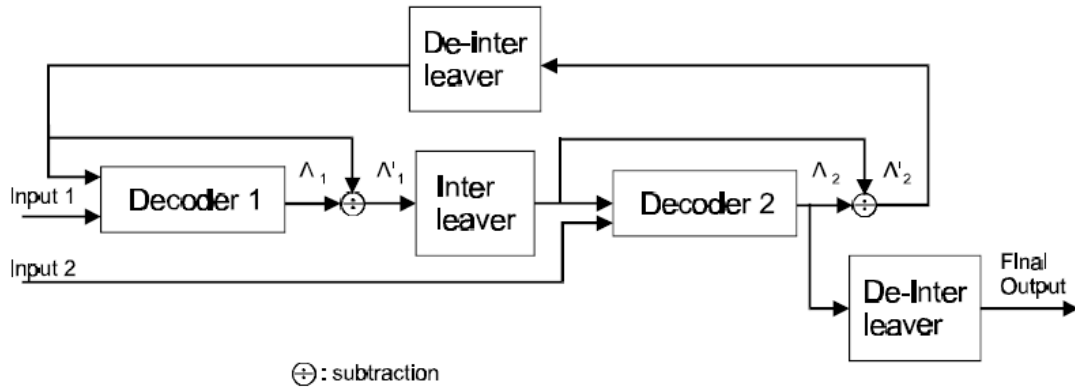 De-inter
leaver
Λ1
Λ'1
Inter
leaver
Λ2
Λ'2
Input 1
Decoder 1
Decoder 2
Input 2
De-Inter
leaver
FInal
Output
: subtraction